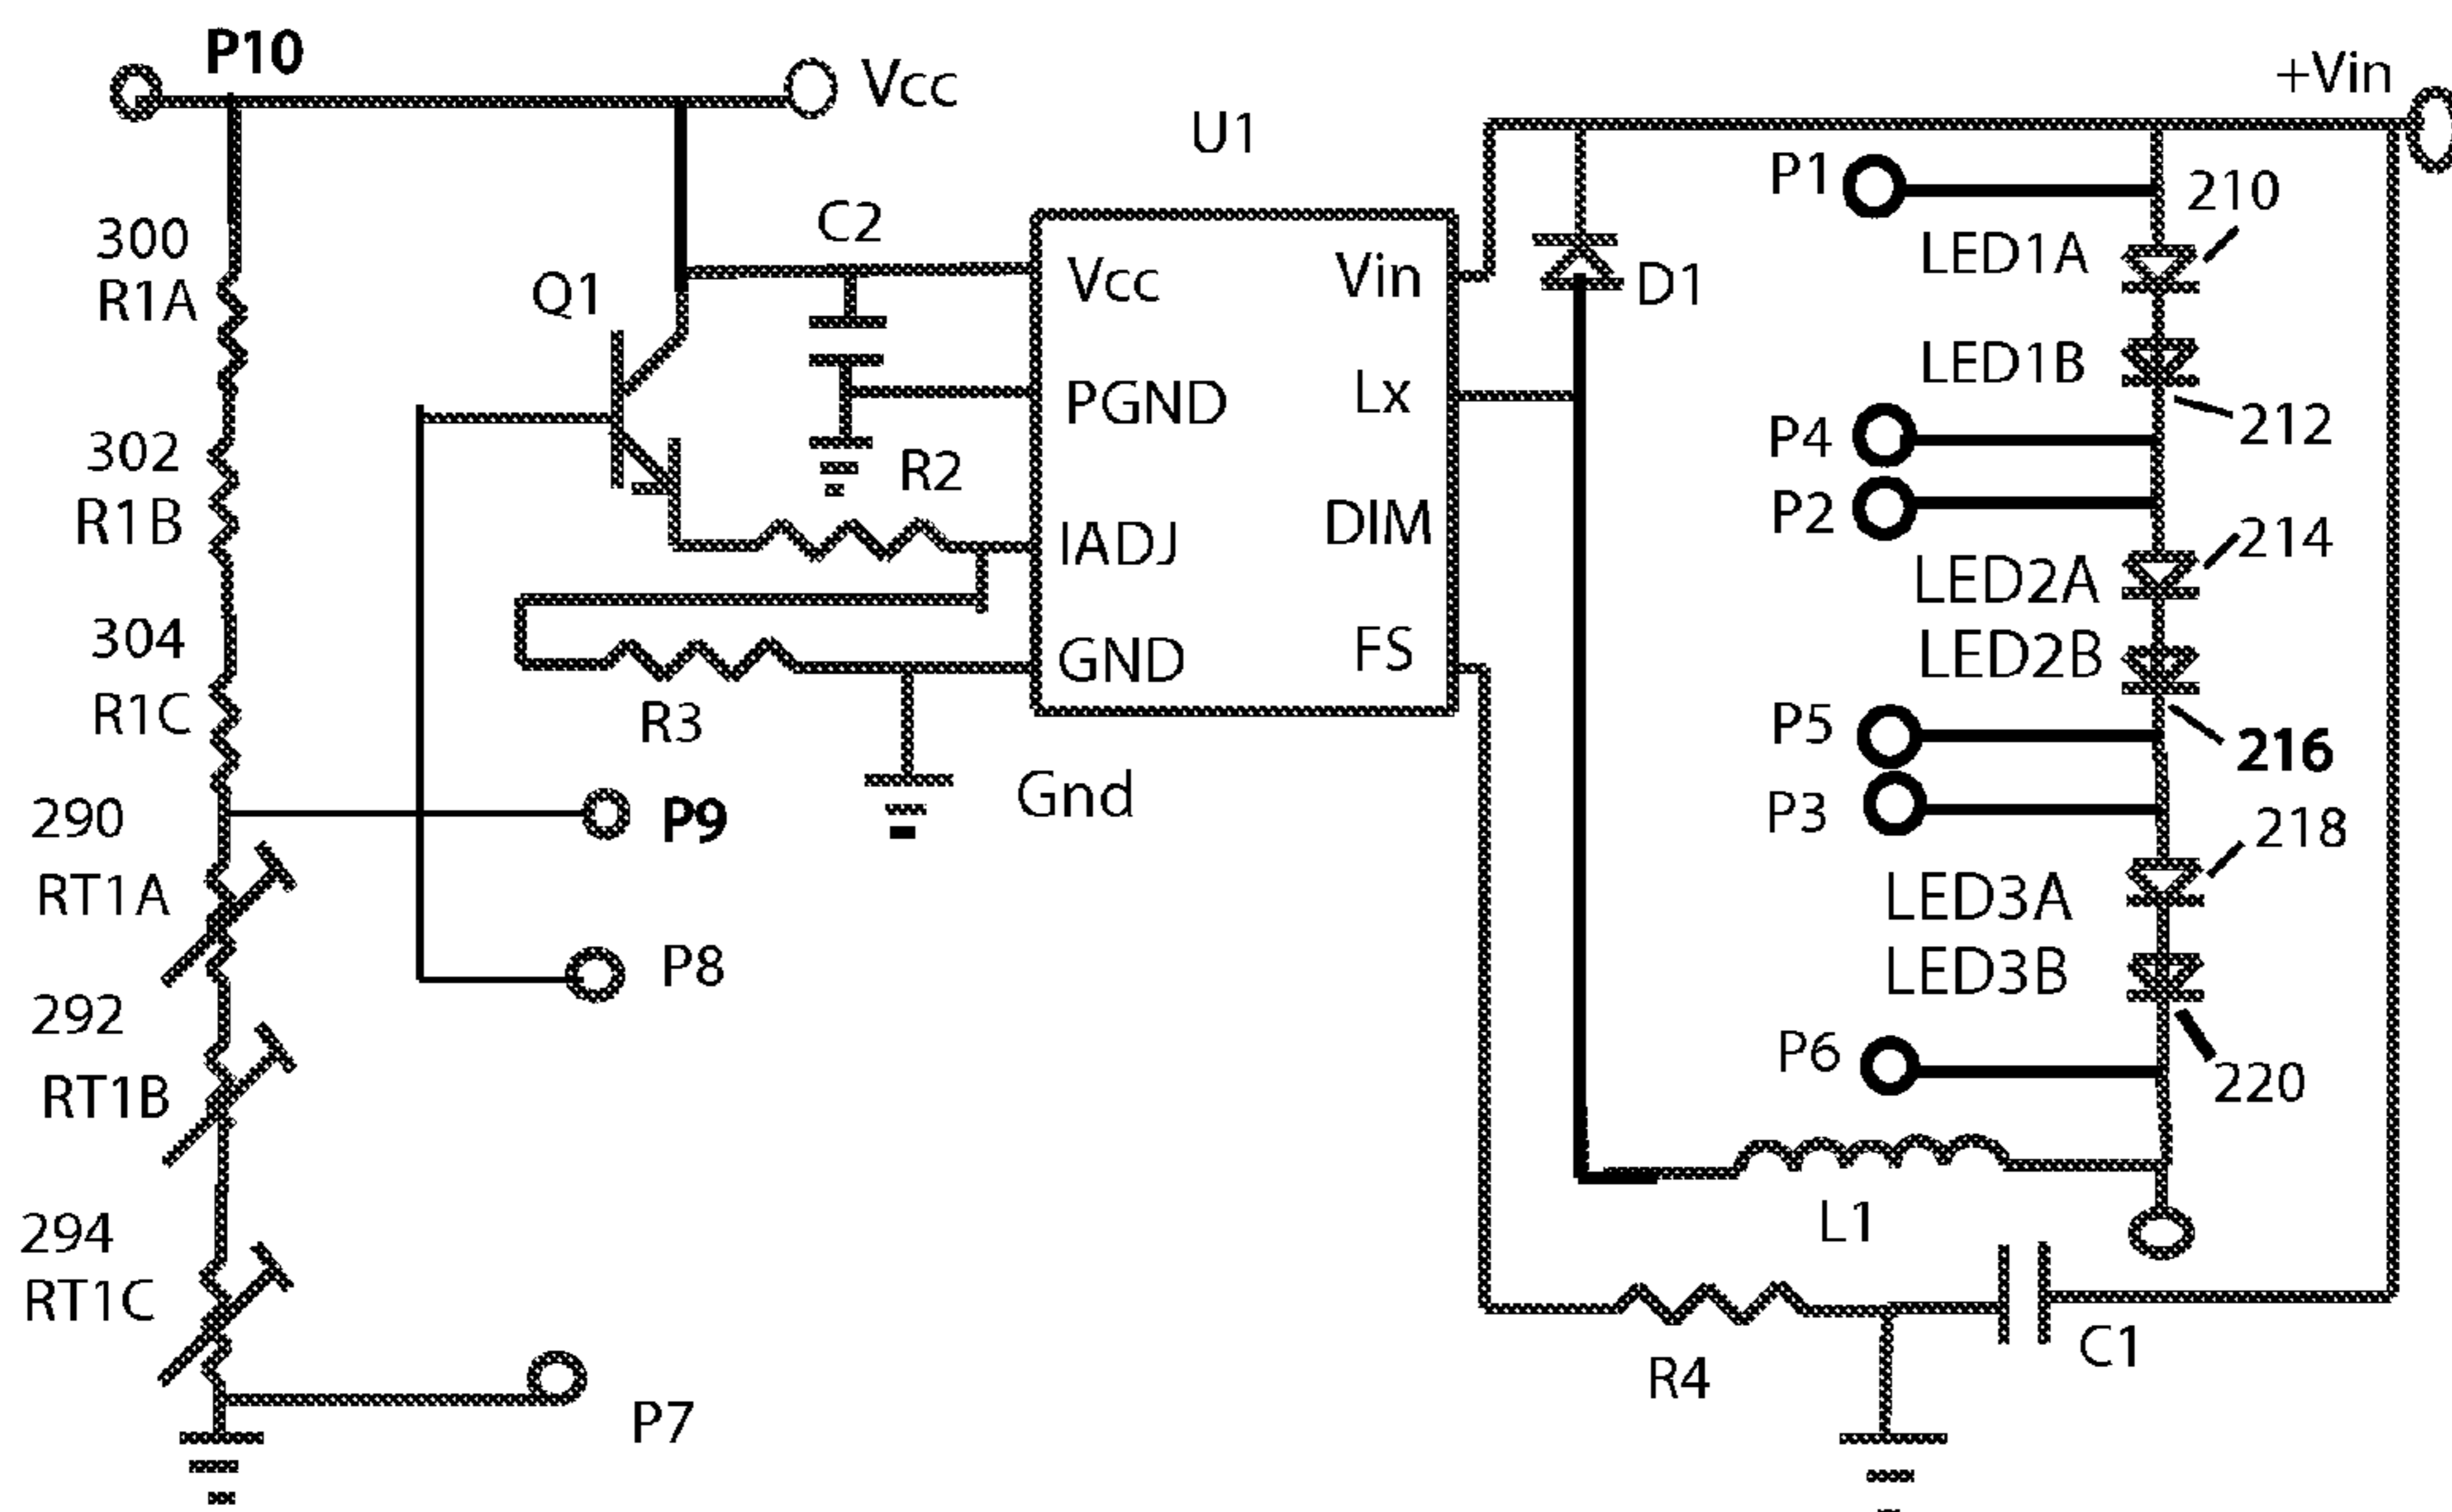 P10
Vcc
+Vin
U1
P1
210
300
C2
LED1A
R1A
Q1
Vcc
Vin
D1
LED1B
PGND
Lx
212
P4
302
R2
P2
R1B
IADJ
DIM
214
LED2A
304
GND
FS
LED2B
R1C
R3
P5
216
290
P9
Gnd
P3
218
RT1A
LED3A
P8
LED3B
292
RT1B
P6
220
294
L1
RT1C
C1
R4
P7